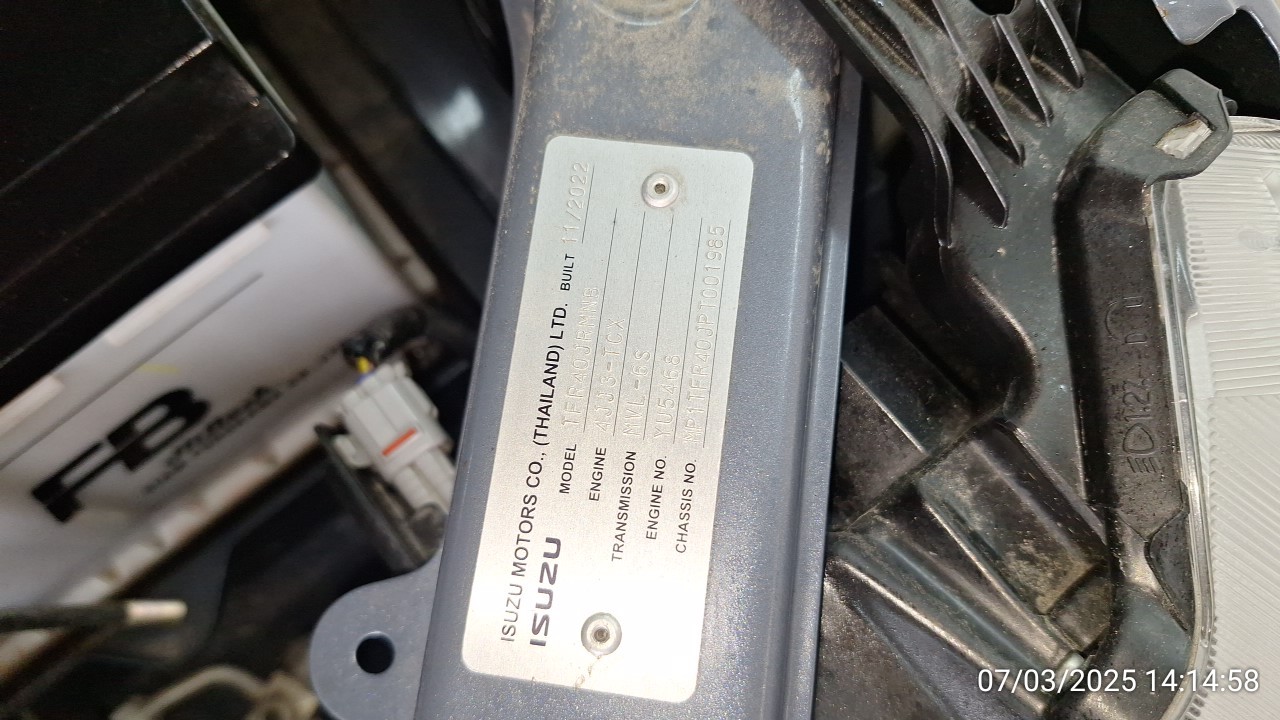 ISUZU MOTORS CO., (THAILAND) LTD. BUILT 11/2022
ISUZU
MODEL
ENGINE 4JJ3-TCX
TRANSMISSION MVL-6S
ENGINE NO. YU5468
CHASSIS NO. MP1TFR40JPT001985
FB
07/03/2025 14:14:58